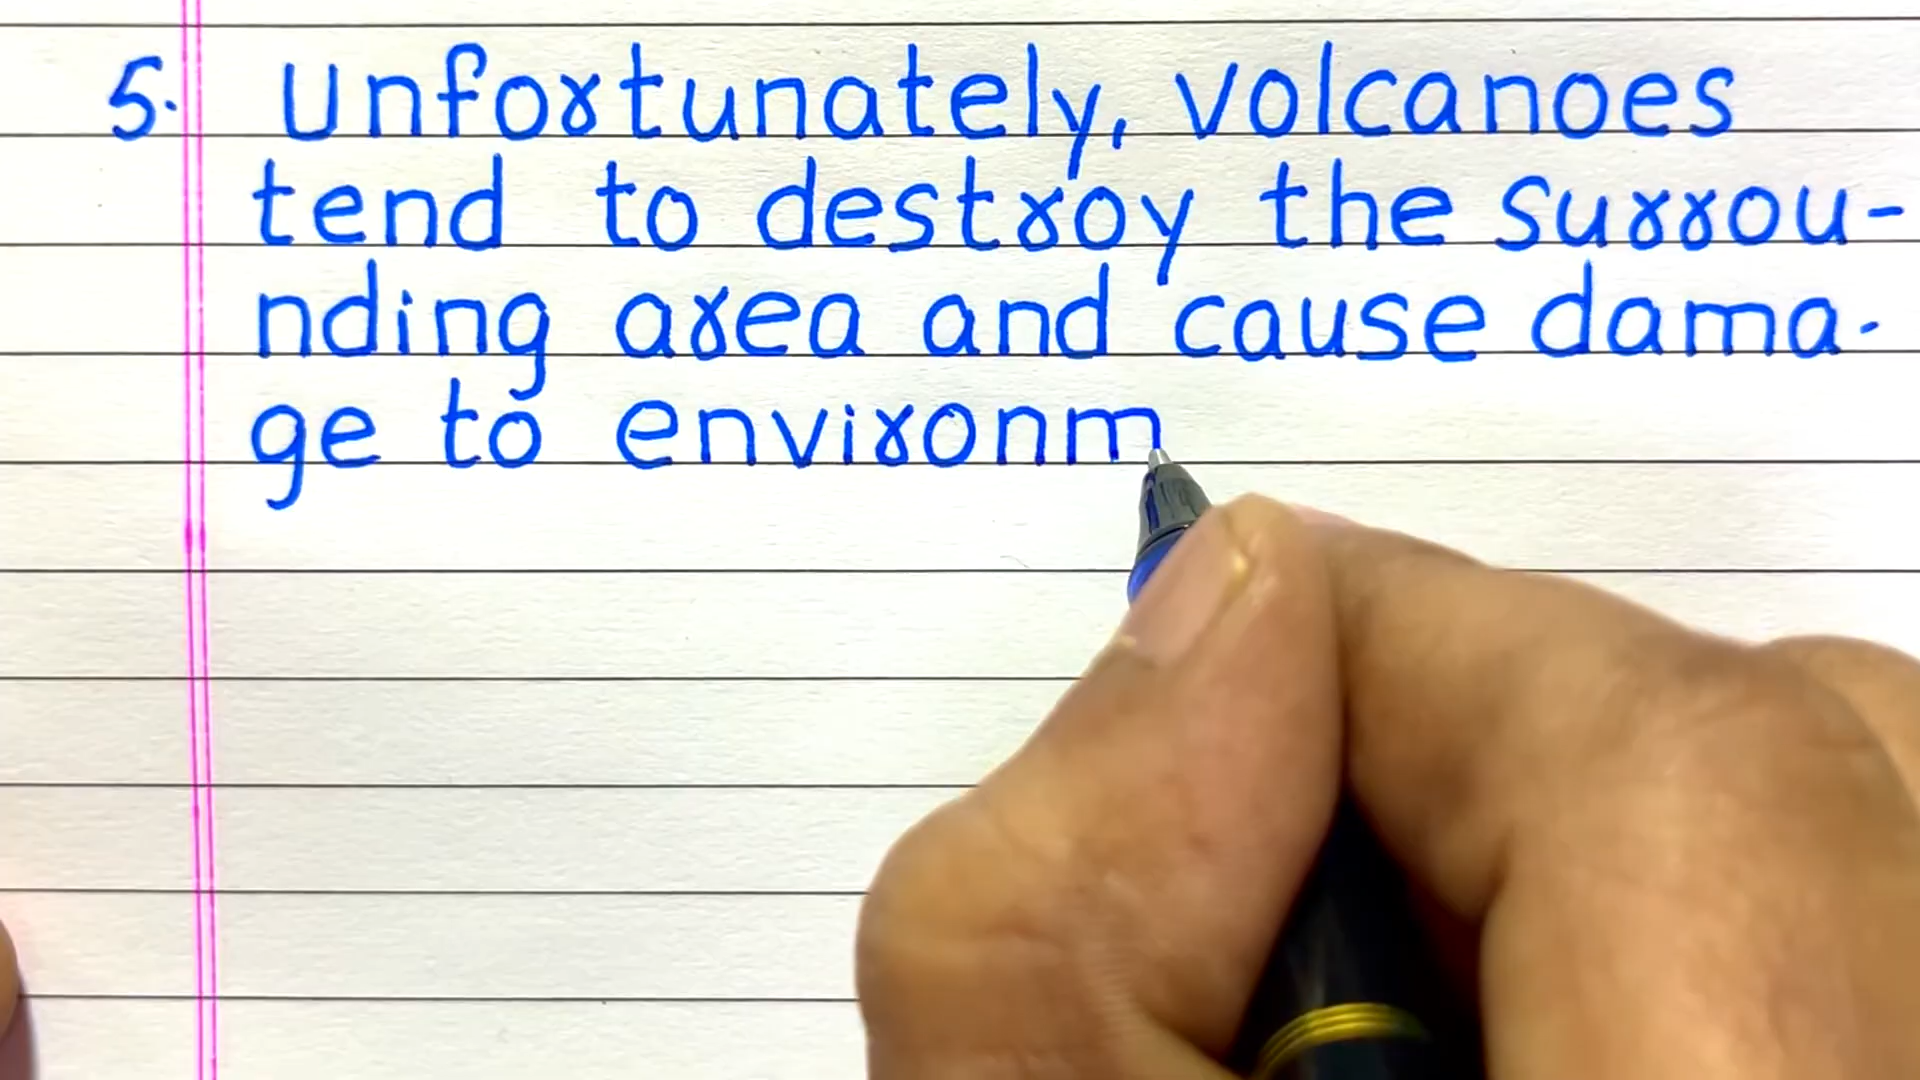 5. Unfortunately, volcanoes
tend to destroy the surrou-
nding area and cause dama-
ge to environm